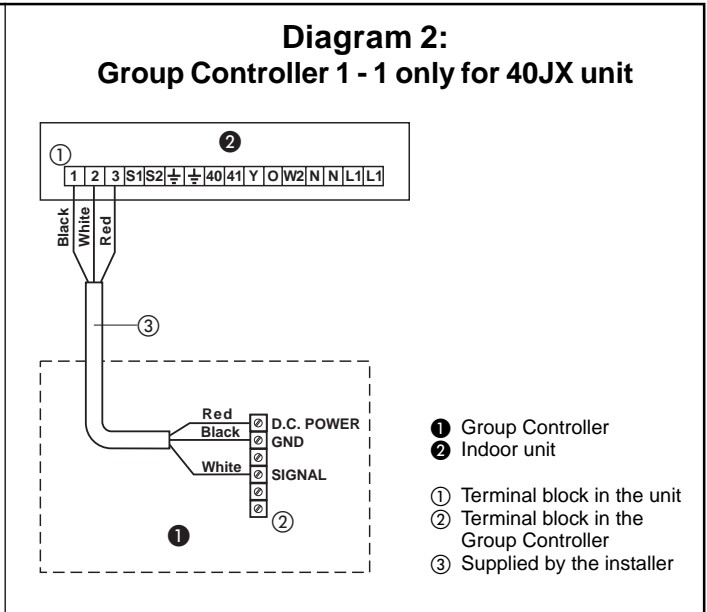 Diagram 2:
Group Controller 1 - 1 only for 40JX unit
❷
①
1 2 3 S1 S2 ⏚ ⏚ 40 41 Y O W2 N N L1 L1
Black
White
Red
③
Red
D.C. POWER
Black
GND
White
SIGNAL
②
❶
❶ Group Controller
❷ Indoor unit
① Terminal block in the unit
② Terminal block in the
Group Controller
③ Supplied by the installer